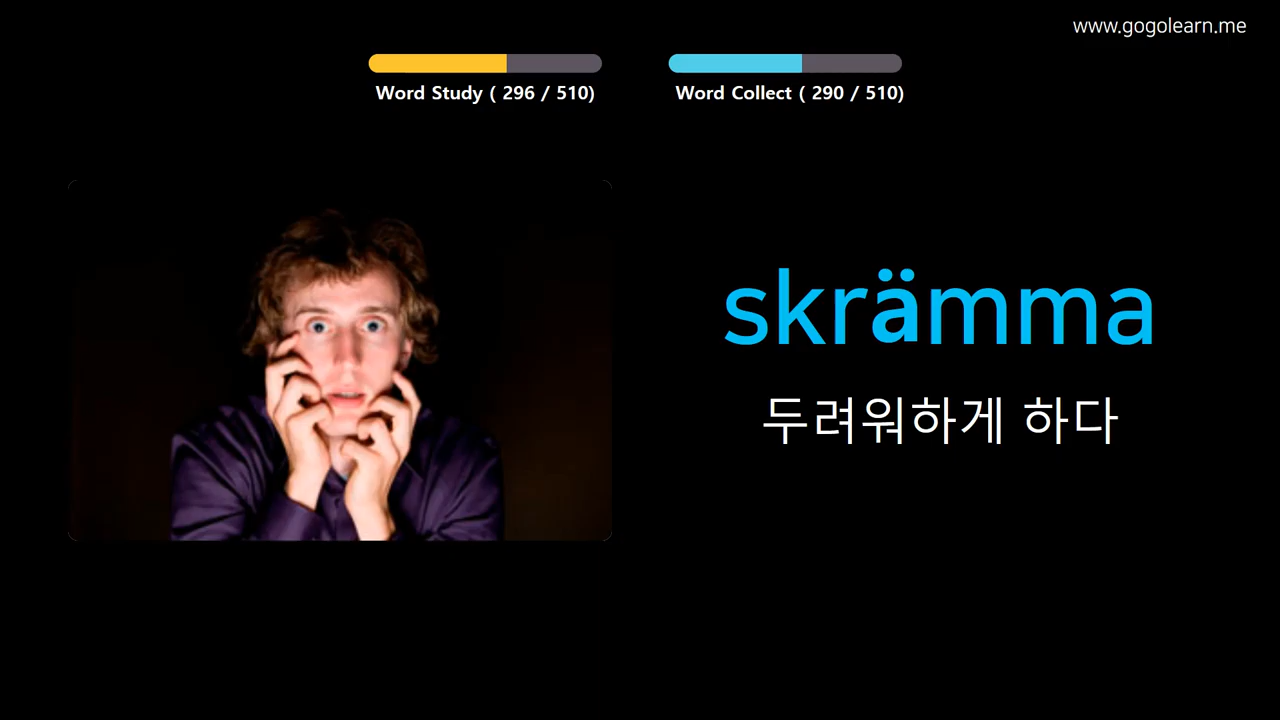 www.gogolearn.me
Word Study ( 296 / 510)
Word Collect ( 290 / 510)
skrämma
두려워하게 하다